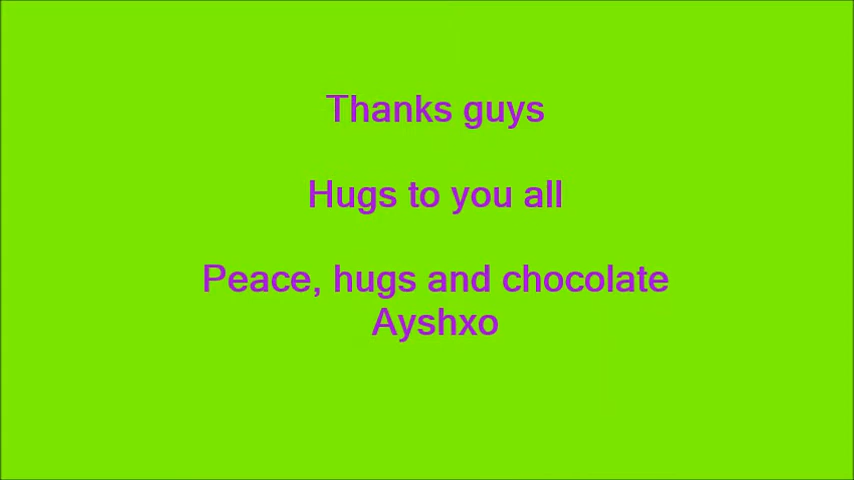 Thanks guys
Hugs to you all
Peace, hugs and chocolate
Ayshxo